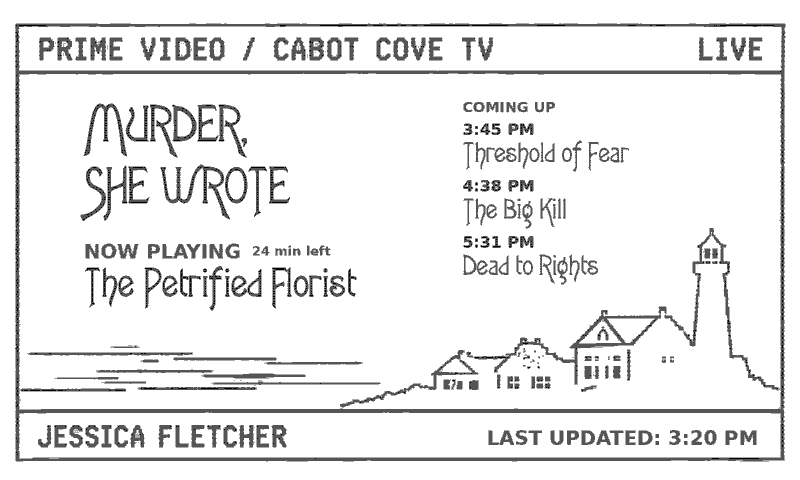 PRIME VIDEO / CABOT COVE TV
LIVE
MURDER,
SHE WROTE
NOW PLAYING 24 min left
The Petrified Florist
COMING UP
3:45 PM
Threshold of Fear
4:38 PM
The Big Kill
5:31 PM
Dead to Rights
JESSICA FLETCHER
LAST UPDATED: 3:20 PM